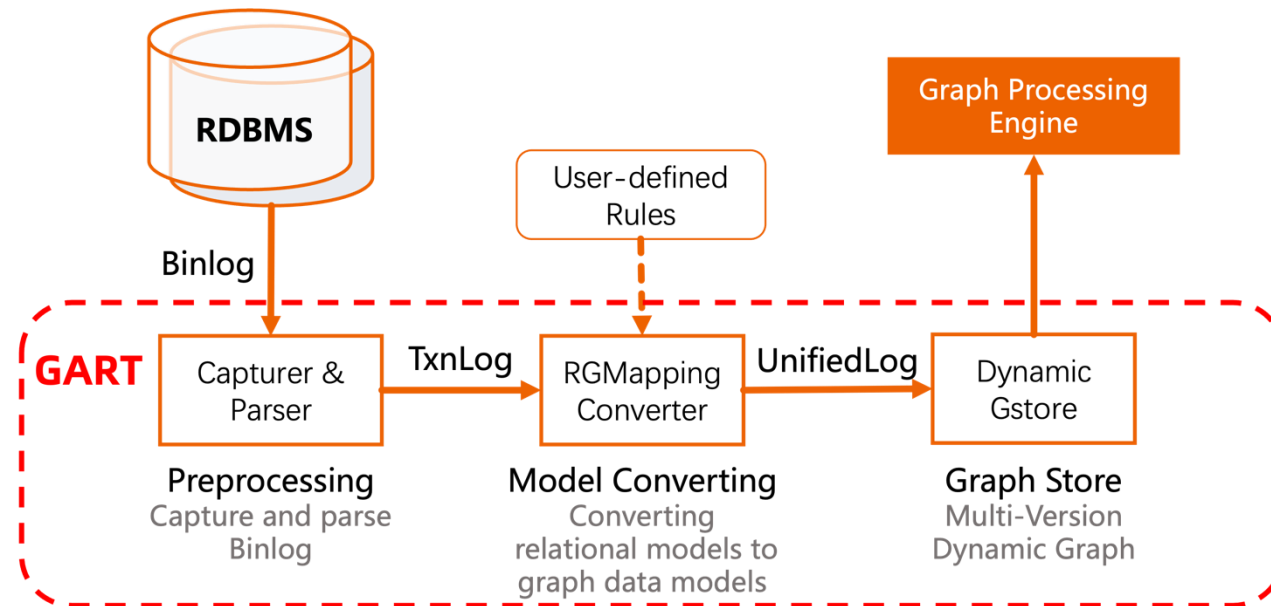 RDBMS
Graph Processing
Engine
User-defined
Rules
Binlog
GART
Capturer &
Parser
TxnLog
RGMapping
Converter
UnifiedLog
Dynamic
Gstore
Preprocessing
Capture and parse
Binlog
Model Converting
Converting
relational models to
graph data models
Graph Store
Multi-Version
Dynamic Graph